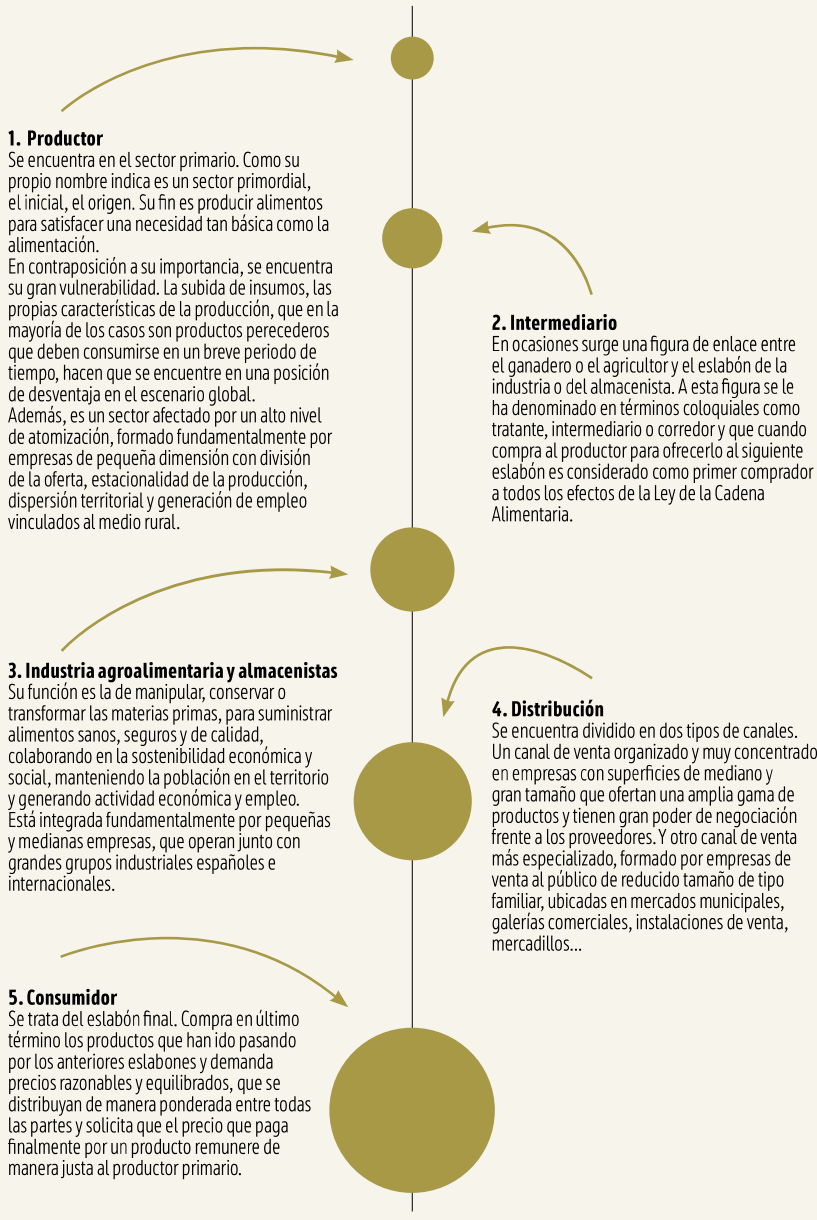 1. Productor
Se encuentra en el sector primario. Como su
propio nombre indica es un sector primordial,
el inicial, el origen. Su fin es producir alimentos
para satisfacer una necesidad tan básica como la
alimentación.
En contraposición a su importancia, se encuentra
su gran vulnerabilidad. La subida de insumos, las
propias características de la producción, que en la
mayoría de los casos son productos perecederos
que deben consumirse en un breve periodo de
tiempo, hacen que se encuentre en una posición
de desventaja en el escenario global.
Además, es un sector afectado por un alto nivel
de atomización, formado fundamentalmente por
empresas de pequeña dimensión con división
de la oferta, estacionalidad de la producción,
dispersión territorial y generación de empleo
vinculados al medio rural.
2. Intermediario
En ocasiones surge una figura de enlace entre
el ganadero o el agricultor y el eslabón de la
industria o del almacenista. A esta figura se le
ha denominado en términos coloquiales como
tratante, intermediario o corredor y que cuando
compra al productor para ofrecerlo al siguiente
eslabón es considerado como primer comprador
a todos los efectos de la Ley de la Cadena
Alimentaria.
3. Industria agroalimentaria y almacenistas
Su función es la de manipular, conservar o
transformar las materias primas, para suministrar
alimentos sanos, seguros y de calidad,
colaborando en la sostenibilidad económica y
social, manteniendo la población en el territorio
y generando actividad económica y empleo.
Está integrada fundamentalmente por pequeñas
y medianas empresas, que operan junto con
grandes grupos industriales españoles e
internacionales.
4. Distribución
Se encuentra dividido en dos tipos de canales.
Un canal de venta organizado y muy concentrado
en empresas con superficies de mediano y
gran tamaño que ofertan una amplia gama de
productos y tienen gran poder de negociación
frente a los proveedores. Y otro canal de venta
más especializado, formado por empresas de
venta al público de reducido tamaño de tipo
familiar, ubicadas en mercados municipales,
galerías comerciales, instalaciones de venta,
mercadillos...
5. Consumidor
Se trata del eslabón final. Compra en último
término los productos que han ido pasando
por los anteriores eslabones y demanda
precios razonables y equilibrados, que se
distribuyan de manera ponderada entre todas
las partes y solicita que el precio que paga
finalmente por un producto remunere de
manera justa al productor primario.